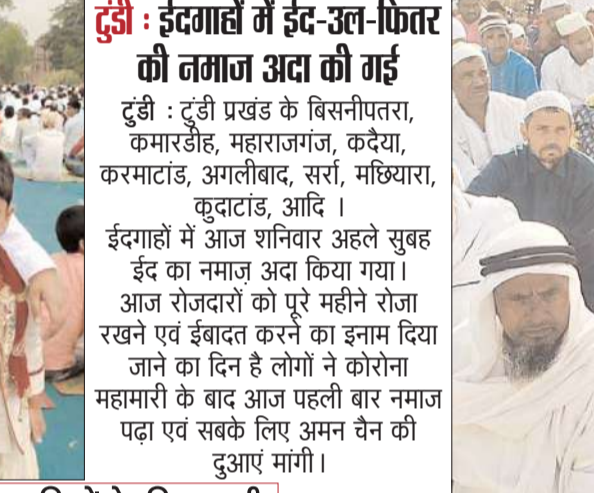 टुंडी : ईदगाहों में ईद-उल-फितर
की नमाज अदा की गई
टुंडी : टुंडी प्रखंड के बिसनीपतरा,
कमारडीह, महाराजगंज, कदैया,
करमाटांड, अगलीबाद, सर्रा, मछियारा,
कुदाटांड, आदि ।
ईदगाहों में आज शनिवार अहले सुबह
ईद का नमाज़ अदा किया गया।
आज रोजदारों को पूरे महीने रोजा
रखने एवं ईबादत करने का इनाम दिया
जाने का दिन है लोगों ने कोरोना
महामारी के बाद आज पहली बार नमाज
पढ़ा एवं सबके लिए अमन चैन की
दुआएं मांगी।